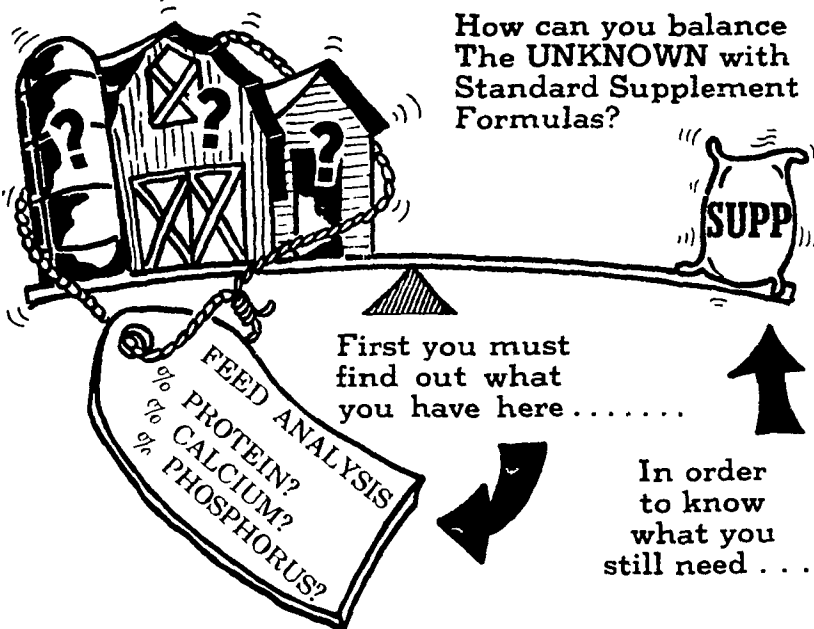 How can you balance
The UNKNOWN with
Standard Supplement
Formulas?
?
?
?
SUPP
First you must
find out what
you have here .......
FEED ANALYSIS
% PROTEIN?
% CALCIUM?
% PHOSPHORUS?
In order
to know
what you
still need ....